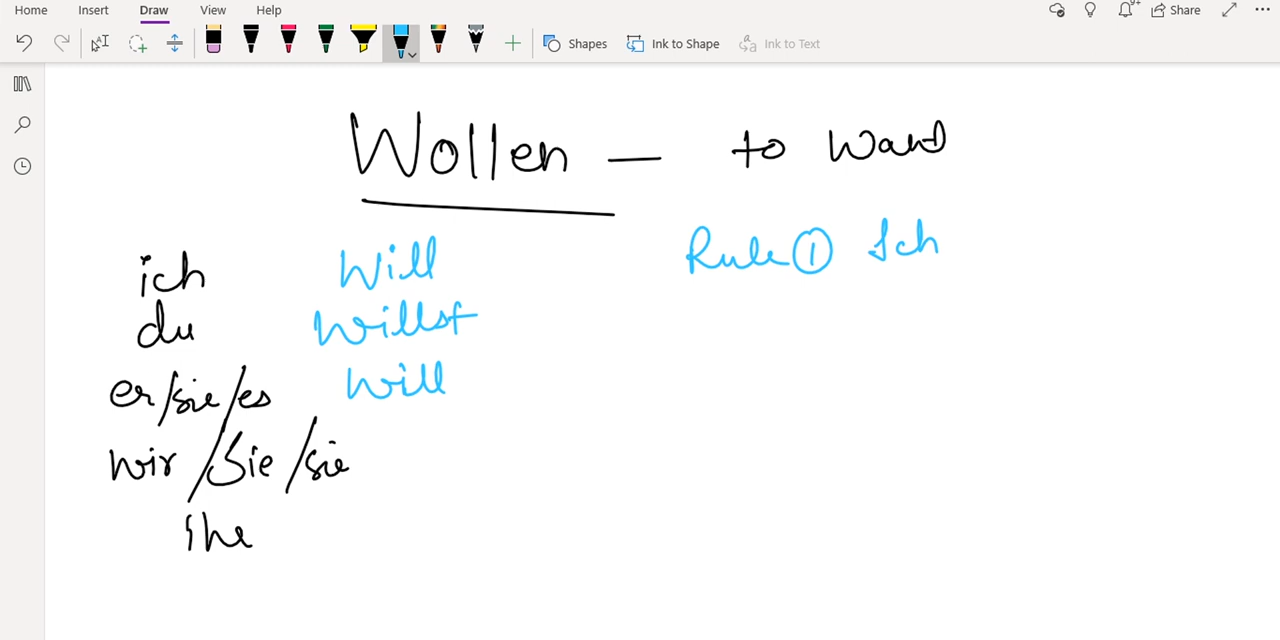 Home Insert Draw View Help 9+ Share
Shapes Ink to Shape Ink to Text
Wollen — to Want
Rule ① Ich
ich Will
du Willst
er/sie/es Will
wir/Sie/sie
ihr